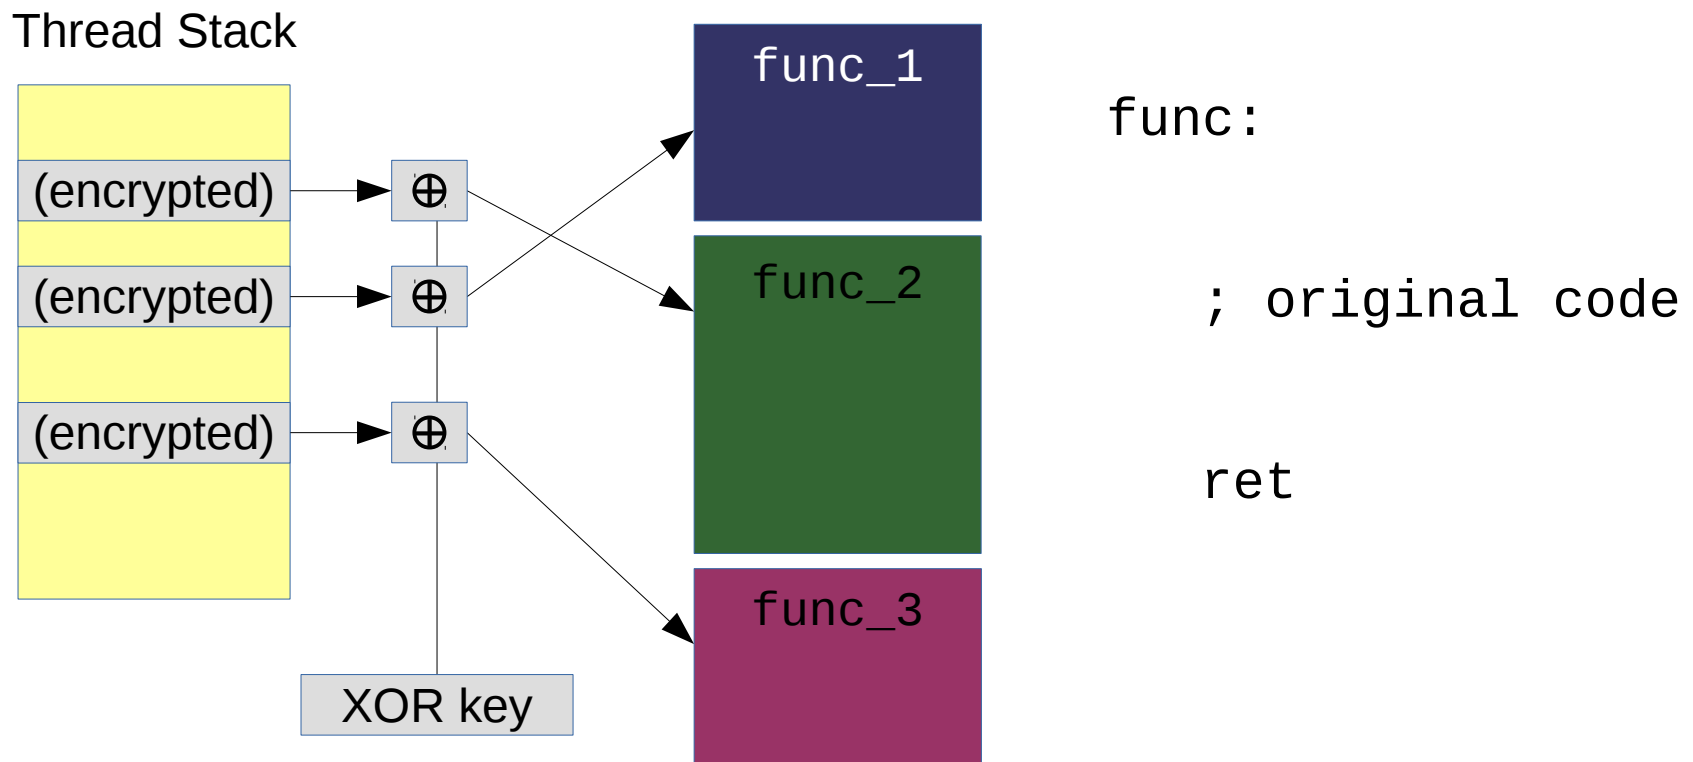 Thread Stack
(encrypted)
(encrypted)
(encrypted)
⊕
⊕
⊕
XOR key
func_1
func_2
func_3
func:
; original code
ret